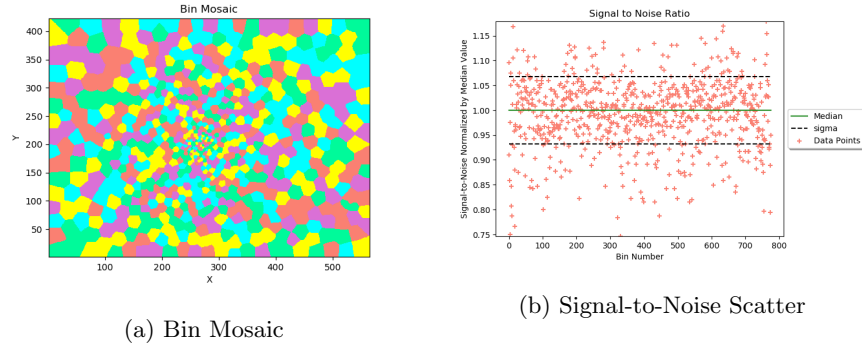 Bin Mosaic
400
350
300
250
200
150
100
50
Y
100 200 300 400 500
X
(a) Bin Mosaic
Signal to Noise Ratio
1.15
1.10
1.05
1.00
0.95
0.90
0.85
0.80
0.75
Signal-to-Noise Normalized by Median Value
0 100 200 300 400 500 600 700 800
Bin Number
Median
sigma
Data Points
(b) Signal-to-Noise Scatter